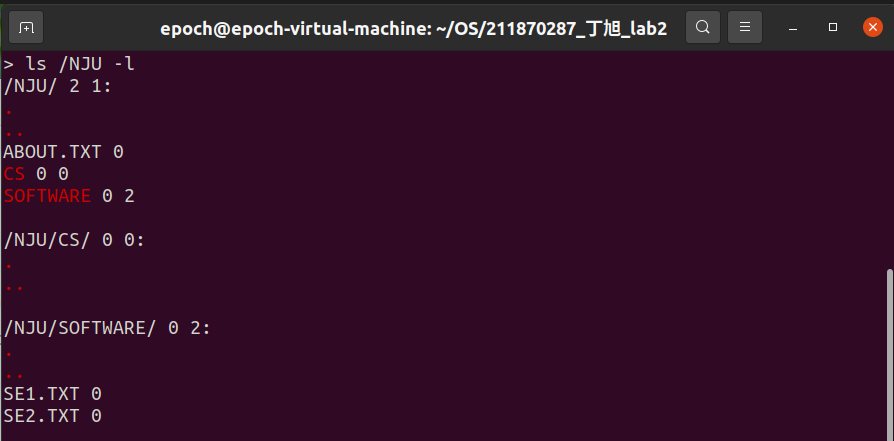 epoch@epoch-virtual-machine: ~/OS/211870287_丁旭_lab2
> ls /NJU -l
/NJU/ 2 1:
.
..
ABOUT.TXT 0
CS 0 0
SOFTWARE 0 2
/NJU/CS/ 0 0:
.
..
/NJU/SOFTWARE/ 0 2:
.
..
SE1.TXT 0
SE2.TXT 0